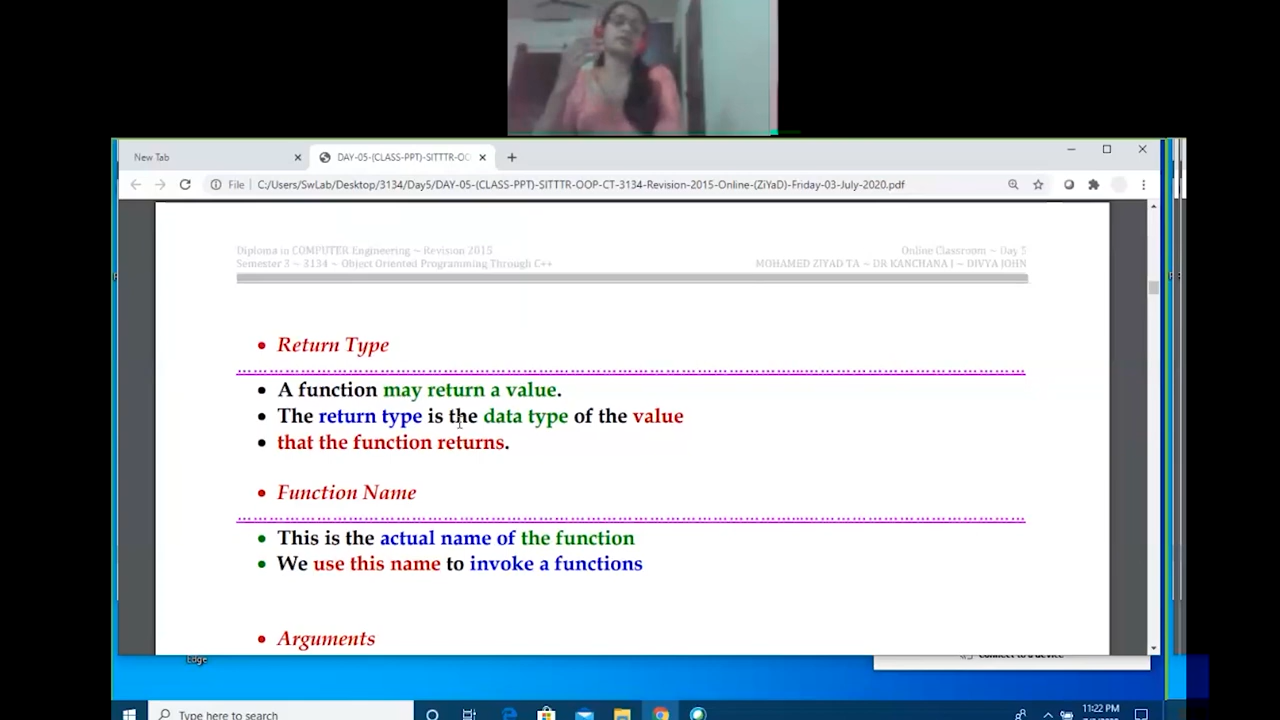 New Tab
DAY-05-(CLASS-PPT)-SITTTR-OO
File
C:/Users/SwLab/Desktop/3134/Day5/DAY-05-(CLASS-PPT)-SITTTR-OOP-CT-3134-Revision-2015-Online-(ZiYaD)-Friday-03-July-2020.pdf
Diploma in COMPUTER Engineering ~ Revision 2015
Online Classroom ~ Day 5
Semester 3 ~ 3134 ~ Object Oriented Programming Through C++
MOHAMED ZIYAD TA ~ DR KANCHANA I ~ DIVYA JOHN
• Return Type
• A function may return a value.
• The return type is the data type of the value
• that the function returns.
• Function Name
• This is the actual name of the function
• We use this name to invoke a functions
• Arguments
Edge
Connect to a device
Type here to search
11:22 PM